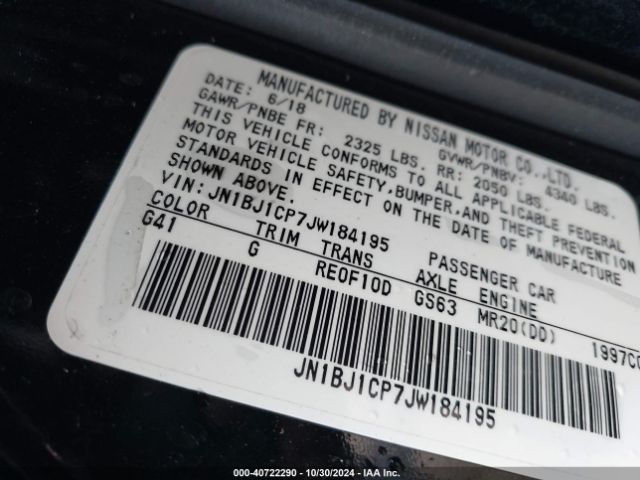 MANUFACTURED BY NISSAN MOTOR CO.,LTD.
DATE: 6/18 GVWR/PNBV: 4340 LBS.
GAWR/PNBE FR: 2325 LBS. RR: 2050 LBS.
THIS VEHICLE CONFORMS TO ALL APPLICABLE FEDERAL
MOTOR VEHICLE SAFETY,BUMPER,AND THEFT PREVENTION
STANDARDS IN EFFECT ON THE DATE OF MANUFACTURE
SHOWN ABOVE.
VIN: JN1BJ1CP7JW184195 PASSENGER CAR
COLOR TRIM TRANS AXLE ENGINE
G41 G RE0F10D GS63 MR20(DD) 1997CC
JN1BJ1CP7JW184195
000-40722290 - 10/30/2024 - IAA Inc.